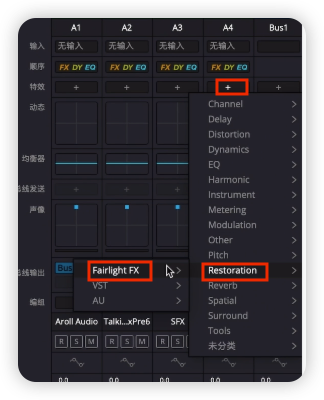 A1 A2 A3 A4 Bus1
输入 无输入 无输入 无输入 无输入
顺序 FX DY EQ FX DY EQ FX DY EQ FX DY EQ
特效 + + + + +
动态 Channel >
Delay >
Distortion >
Dynamics >
均衡器 EQ >
Harmonic >
线发送 + + + Instrument >
声像 Metering >
Modulation >
Other >
Pitch >
线输出 Bus Fairlight FX > Restoration >
VST > Reverb >
编组 AU > Spatial >
Surround >
Aroll Audio Talki...xPre6 SFX Tools >
R S M R S M R S 未分类 >
0.0 0.0 0.0 0.0 0.0